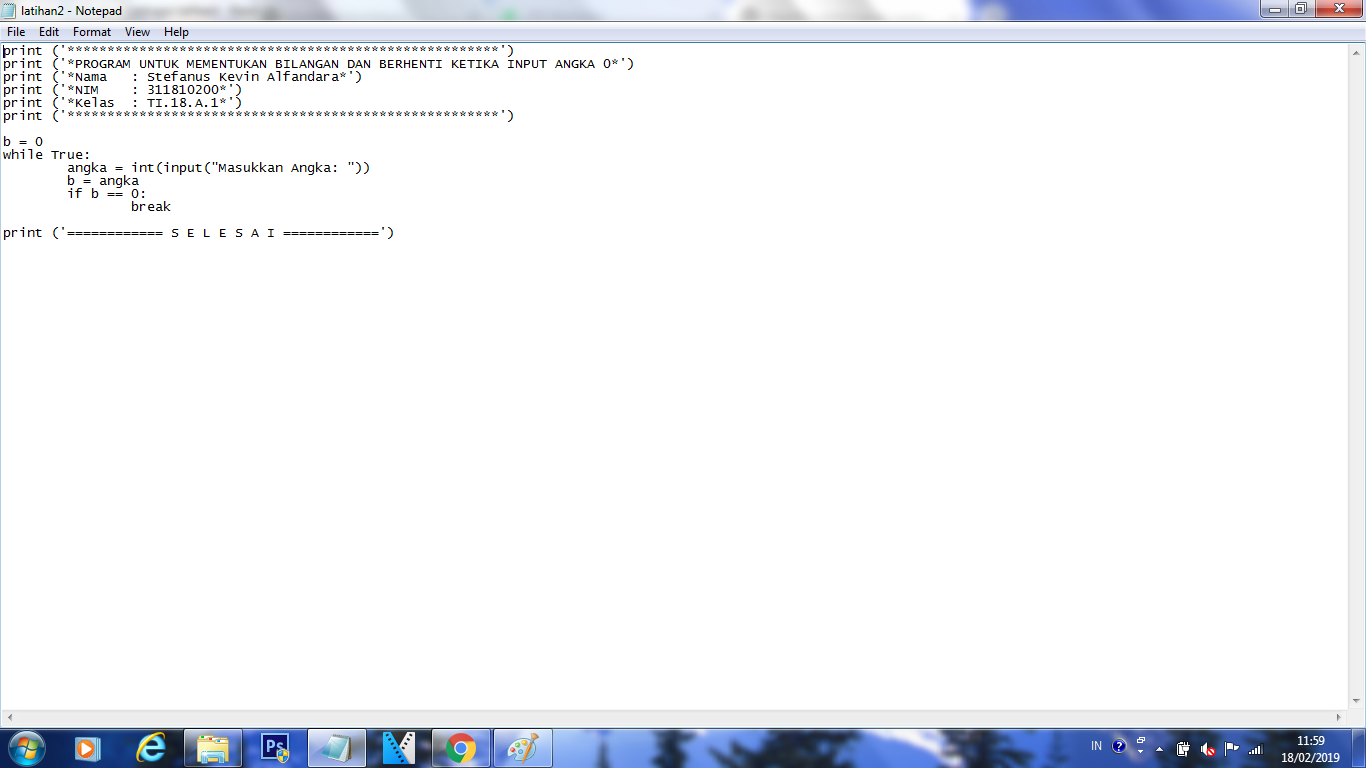 latihan2 - Notepad
File Edit Format View Help
print ('******************************************************')
print ('*PROGRAM UNTUK MEMENTUKAN BILANGAN DAN BERHENTI KETIKA INPUT ANGKA 0*')
print ('*Nama   : Stefanus Kevin Alfandara*')
print ('*NIM    : 311810200*')
print ('*Kelas  : TI.18.A.1*')
print ('******************************************************')
b = 0
while True:
        angka = int(input("Masukkan Angka: "))
        b = angka
        if b == 0:
                break
print ('============ S E L E S A I ============')
Ps
IN
11:59
18/02/2019